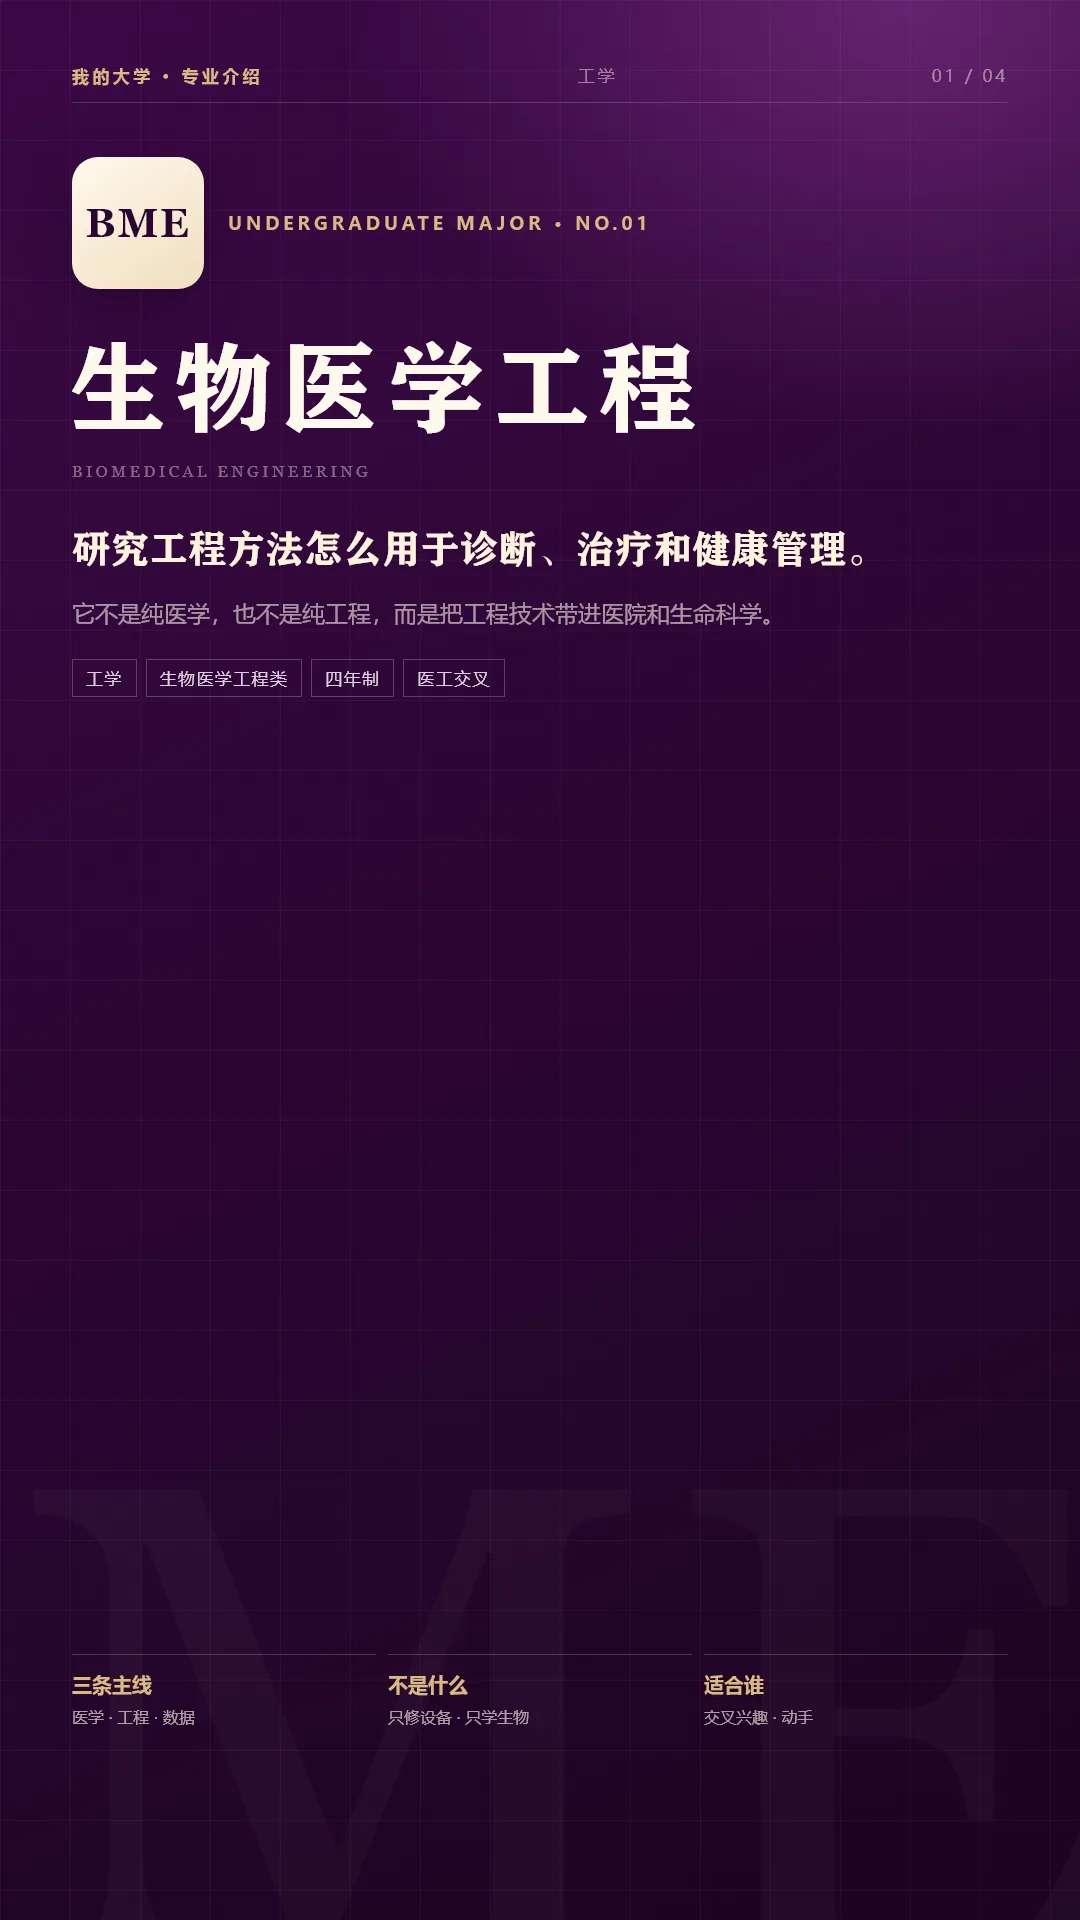 我的大学 • 专业介绍
工学
01 / 04
BME
UNDERGRADUATE MAJOR • NO.01
生物医学工程
BIOMEDICAL ENGINEERING
研究工程方法怎么用于诊断、治疗和健康管理。
它不是纯医学，也不是纯工程，而是把工程技术带进医院和生命科学。
工学
生物医学工程类
四年制
医工交叉
三条主线
医学 · 工程 · 数据
不是什么
只修设备 · 只学生物
适合谁
交叉兴趣 · 动手
ME